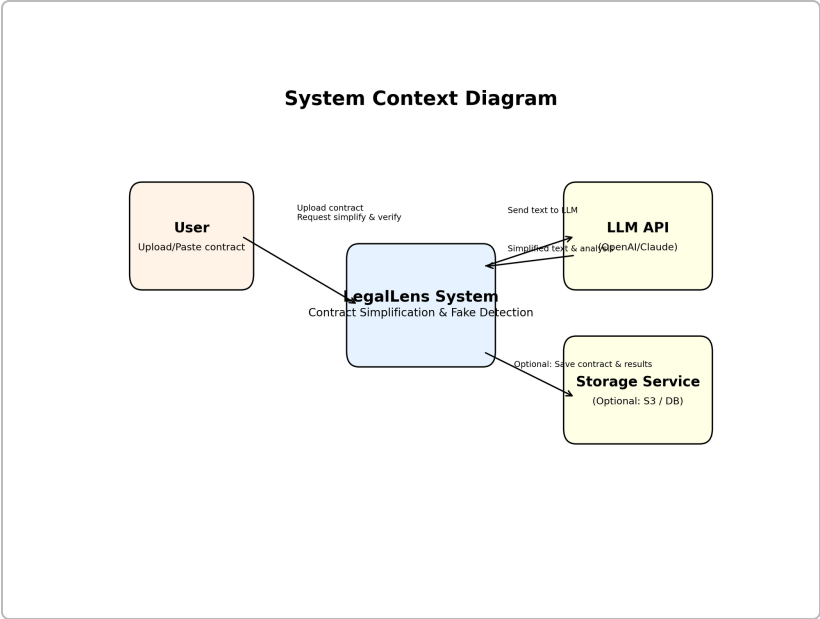 System Context Diagram
User
Upload/Paste contract
Upload contract
Request simplify & verify
LegalLens System
Contract Simplification & Fake Detection
Send text to LLM
Simplified text & analysis
LLM API
(OpenAI/Claude)
Optional: Save contract & results
Storage Service
(Optional: S3 / DB)